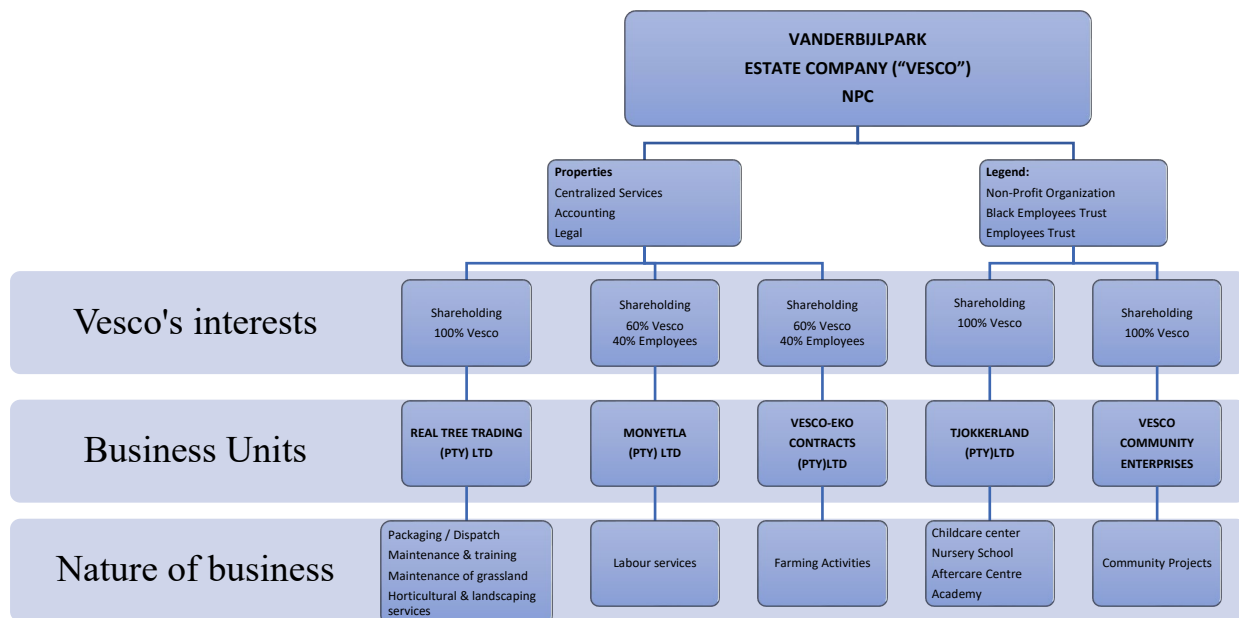 VANDERBIJLPARK
ESTATE COMPANY (“VESCO”)
NPC
Properties
Centralized Services
Accounting
Legal
Legend:
Non-Profit Organization
Black Employees Trust
Employees Trust
Vesco's interests
Shareholding
100% Vesco
Shareholding
60% Vesco
40% Employees
Shareholding
60% Vesco
40% Employees
Shareholding
100% Vesco
Shareholding
100% Vesco
Business Units
REAL TREE TRADING
(PTY) LTD
MONYETLA
(PTY) LTD
VESCO-EKO
CONTRACTS
(PTY)LTD
TJOKKERLAND
(PTY)LTD
VESCO
COMMUNITY
ENTERPRISES
Nature of business
Packaging / Dispatch
Maintenance & training
Maintenance of grassland
Horticultural & landscaping
services
Labour services
Farming Activities
Childcare center
Nursery School
Aftercare Centre
Academy
Community Projects